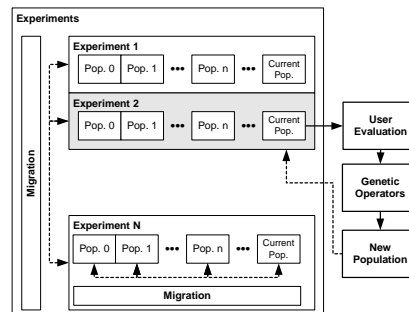 Experiments
Migration
Experiment 1
Pop. 0 Pop. 1 ••• Pop. n ••• Current
Pop.
Experiment 2
Pop. 0 Pop. 1 ••• Pop. n ••• Current
Pop.
Experiment N
Pop. 0 Pop. 1 ••• Pop. n ••• Current
Pop.
Migration
User
Evaluation
Genetic
Operators
New
Population